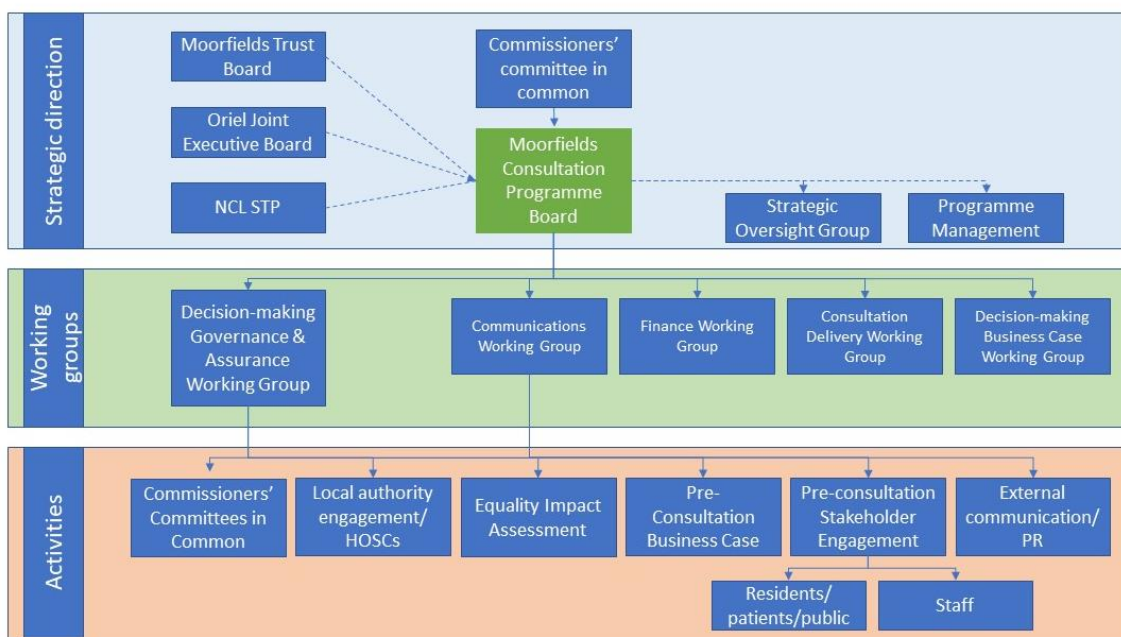 Strategic direction
Moorfields Trust
Board
Oriel Joint
Executive Board
NCL STP
Commissioners’
committee in
common
Moorfields
Consultation
Programme
Board
Strategic
Oversight Group
Programme
Management
Working
groups
Decision-making
Governance &
Assurance
Working Group
Communications
Working Group
Finance Working
Group
Consultation
Delivery Working
Group
Decision-making
Business Case
Working Group
Activities
Commissioners’
Committees in
Common
Local authority
engagement/
HOSCs
Equality Impact
Assessment
Pre-
Consultation
Business Case
Pre-consultation
Stakeholder
Engagement
External
communication/
PR
Residents/
patients/public
Staff